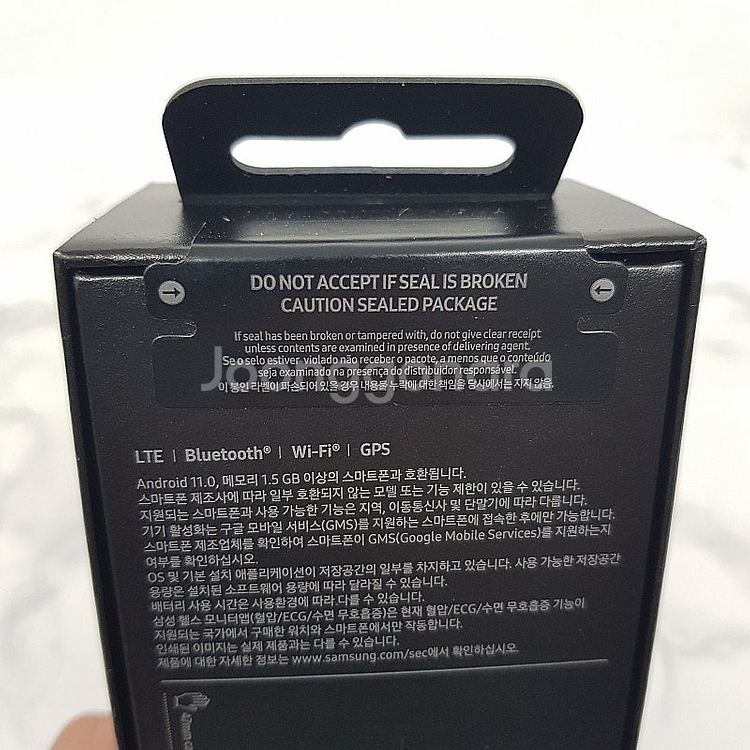 DO NOT ACCEPT IF SEAL IS BROKEN
CAUTION SEALED PACKAGE
If seal has been broken or tampered with, do not give clear receipt
unless contents are examined in presence of delivering agent.
Se o selo estiver violado não receber o pacote, a menos que o conteúdo
seja examinado na presença do distribuidor responsável.
이 봉인 라벨이 파손되어 있을 경우 내용물 누락에 대한 책임을 당사에서는 지지 않음.
Joonggonara
LTE | Bluetooth® | Wi-Fi® | GPS
Android 11.0, 메모리 1.5 GB 이상의 스마트폰과 호환됩니다.
스마트폰 제조사에 따라 일부 호환되지 않는 모델 또는 기능 제한이 있을 수 있습니다.
지원되는 스마트폰과 사용 가능한 기능은 지역, 이동통신사 및 단말기에 따라 다릅니다.
기기 활성화는 구글 모바일 서비스(GMS)를 지원하는 스마트폰에 접속한 후에만 가능합니다.
스마트폰 제조업체를 확인하여 스마트폰이 GMS(Google Mobile Services)를 지원하는지
여부를 확인하십시오.
OS 및 기본 설치 애플리케이션이 저장공간의 일부를 차지하고 있습니다. 사용 가능한 저장공간
용량은 설치된 소프트웨어 용량에 따라 달라질 수 있습니다.
배터리 사용 시간은 사용환경에 따라 다를 수 있습니다.
삼성 헬스 모니터앱(혈압/ECG/수면 무호흡증)은 현재 혈압/ECG/수면 무호흡증 기능이
지원되는 국가에서 구매한 워치와 스마트폰에서만 작동합니다.
인쇄된 이미지는 실제 제품과는 다를 수 있습니다.
제품에 대한 자세한 정보는 www.samsung.com/sec에서 확인하십시오.
47mm